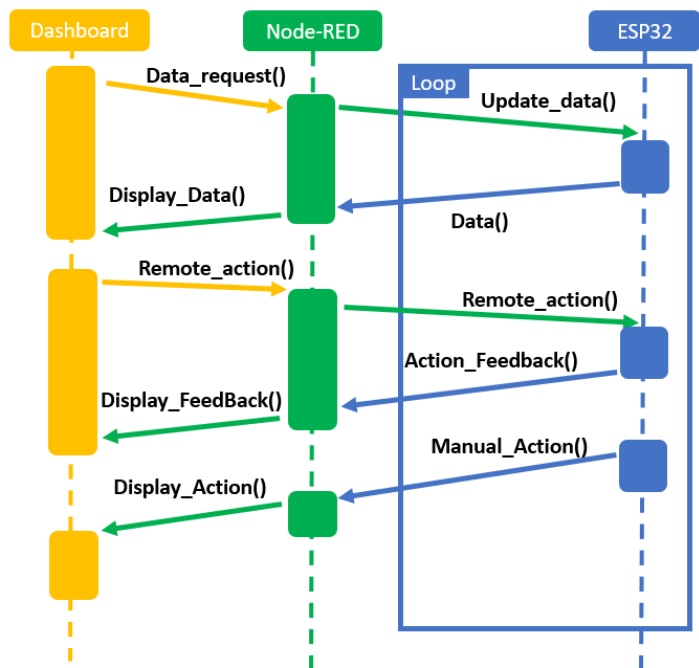 Dashboard
Node-RED
ESP32
Loop
Data_request()
Update_data()
Display_Data()
Data()
Remote_action()
Remote_action()
Action_Feedback()
Display_FeedBack()
Manual_Action()
Display_Action()